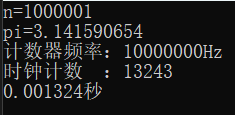 n=1000001
pi=3.141590654
计数器频率：10000000Hz
时钟计数　：13243
0.001324秒